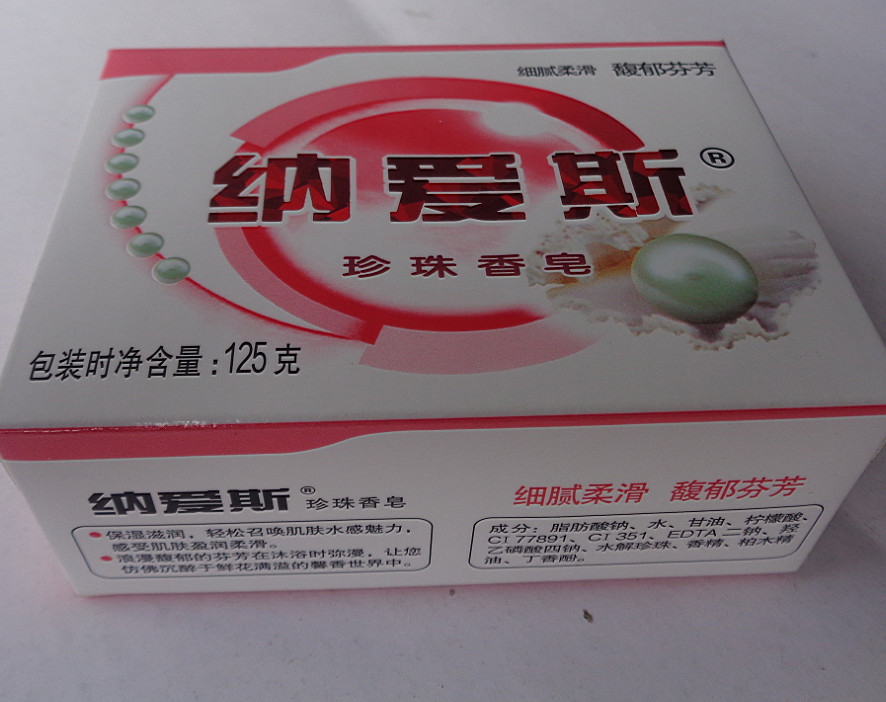 细腻柔滑 馥郁芬芳
纳爱斯®
珍珠香皂
包装时净含量:125克
纳爱斯® 珍珠香皂
保湿滋润,轻松召唤肌肤水感魅力,
感受肌肤盈润柔滑。
浪漫馥郁的芬芳在沐浴时弥漫,让您
仿佛沉醉于鲜花满溢的馨香世界中。
细腻柔滑 馥郁芬芳
成分:脂肪酸钠、水、甘油、柠檬酸、
CI 77891、CI 351、EDTA 二钠、羟
乙磷酸四钠、水解珍珠、香精、柏木精
油、丁香酚。